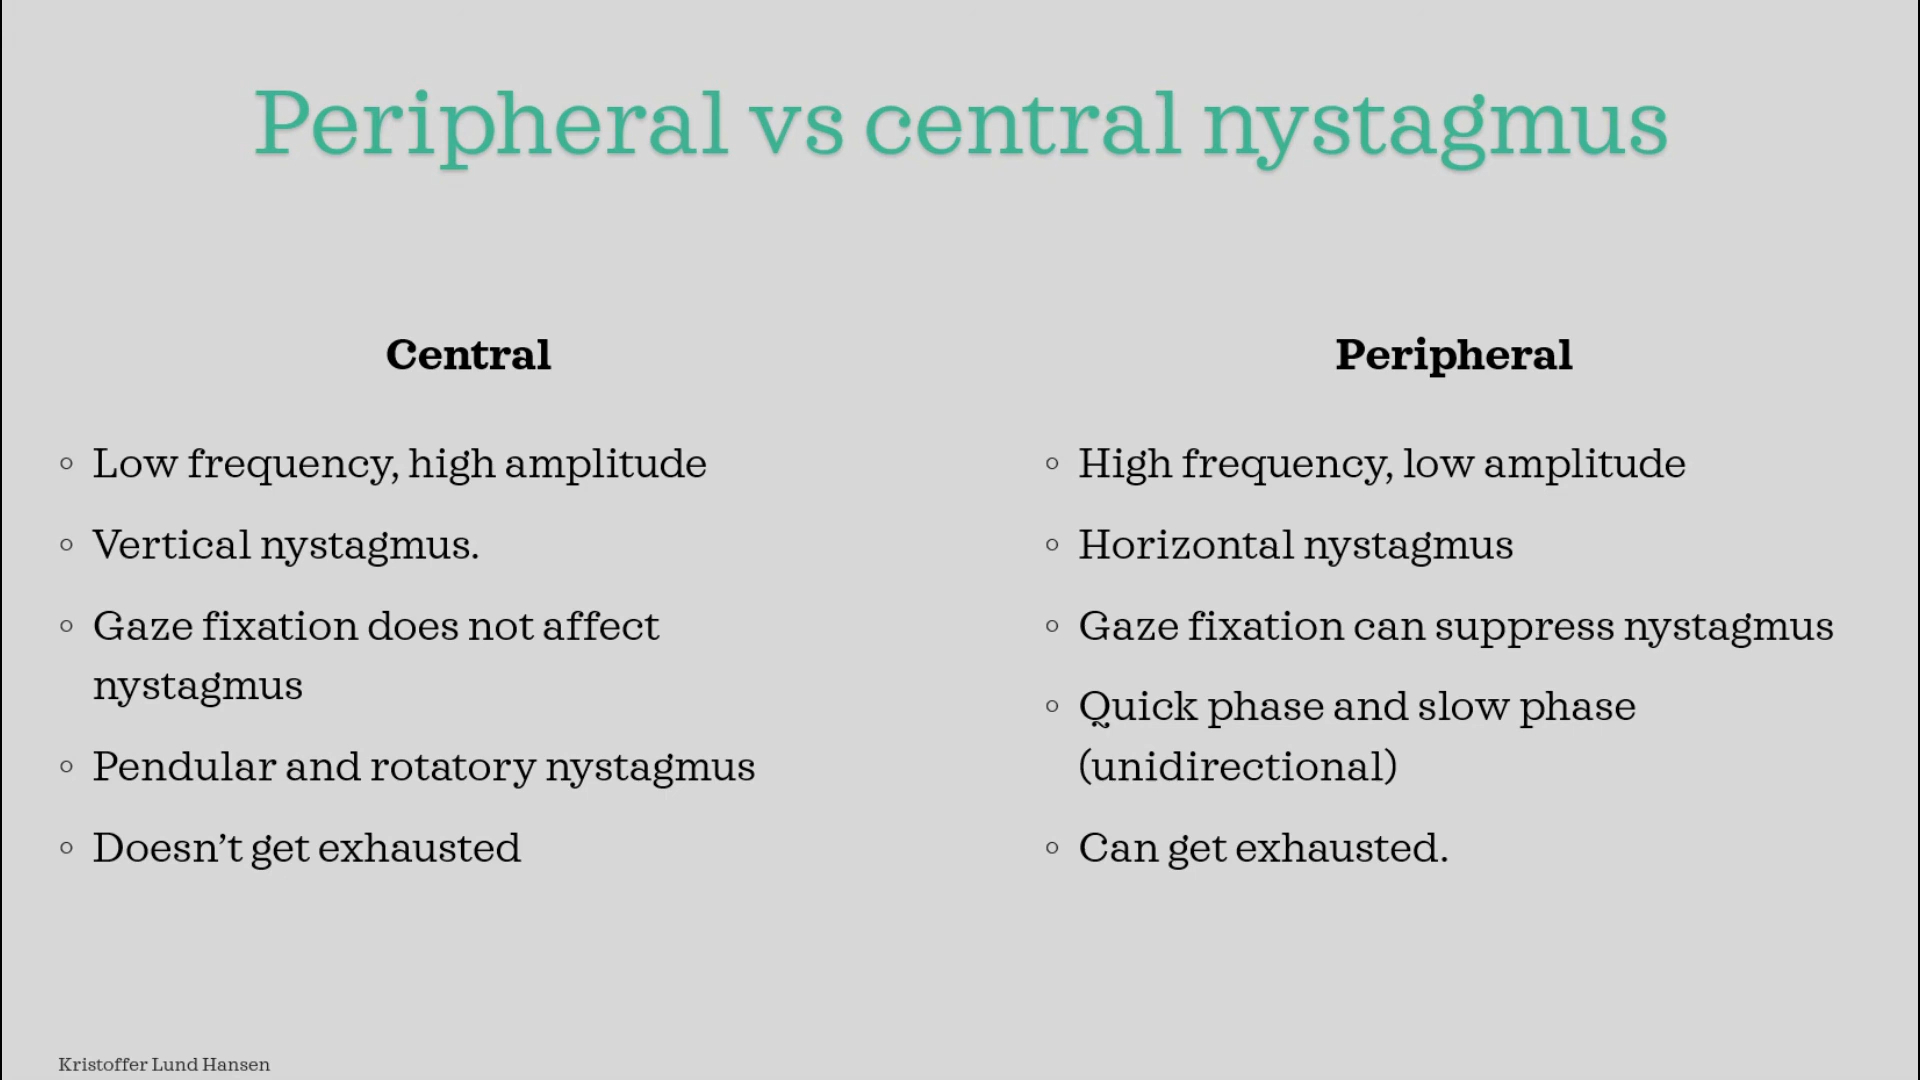 Peripheral vs central nystagmus
Central
◦ Low frequency, high amplitude
◦ Vertical nystagmus.
◦ Gaze fixation does not affect
nystagmus
◦ Pendular and rotatory nystagmus
◦ Doesn’t get exhausted
Peripheral
◦ High frequency, low amplitude
◦ Horizontal nystagmus
◦ Gaze fixation can suppress nystagmus
◦ Quick phase and slow phase
(unidirectional)
◦ Can get exhausted.
Kristoffer Lund Hansen